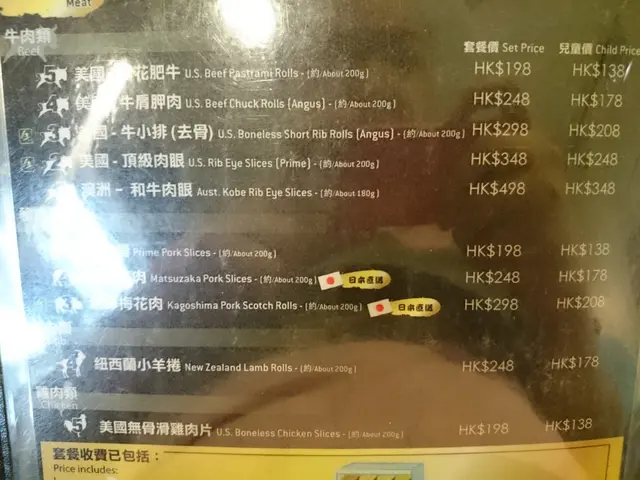 Meat
牛肉類
Beef
套餐價 Set Price 兒童價 Child Price
5 美國 花肥牛 U.S. Beef Pastrami Rolls - (約/About 200g) HK$198 HK$138
4 美 牛肩胛肉 U.S. Beef Chuck Rolls (Angus) - (約/About 200g) HK$248 HK$178
國 - 牛小排 (去骨) U.S. Boneless Short Rib Rolls (Angus) - (約/About 200g) HK$298 HK$208
美國 - 頂級肉眼 U.S. Rib Eye Slices (Prime) - (約/About 200g) HK$348 HK$248
澳洲 - 和牛肉眼 Aust. Kobe Rib Eye Slices - (約/About 180g) HK$498 HK$348
Prime Pork Slices - (約/About 200g) HK$198 HK$138
肉 Matsuzaka Pork Slices - (約/About 200g) 日本直送 HK$248 HK$178
梅花肉 Kagoshima Pork Scotch Rolls - (約/About 200g) 日本直送 HK$298 HK$208
紐西蘭小羊捲 New Zealand Lamb Rolls - (約/About 200g) HK$248 HK$178
雞肉類
Chicken
5 美國無骨滑雞肉片 U.S. Boneless Chicken Slices - (約/About 200g) HK$198 HK$138
套餐收費已包括：
Price includes: